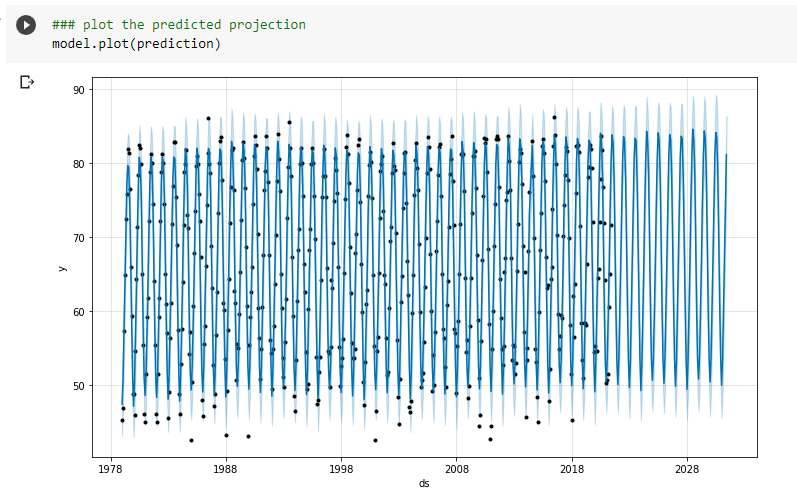 ### plot the predicted projection
model.plot(prediction)
90
80
70
60
50
y
1978
1988
1998
2008
2018
2028
ds